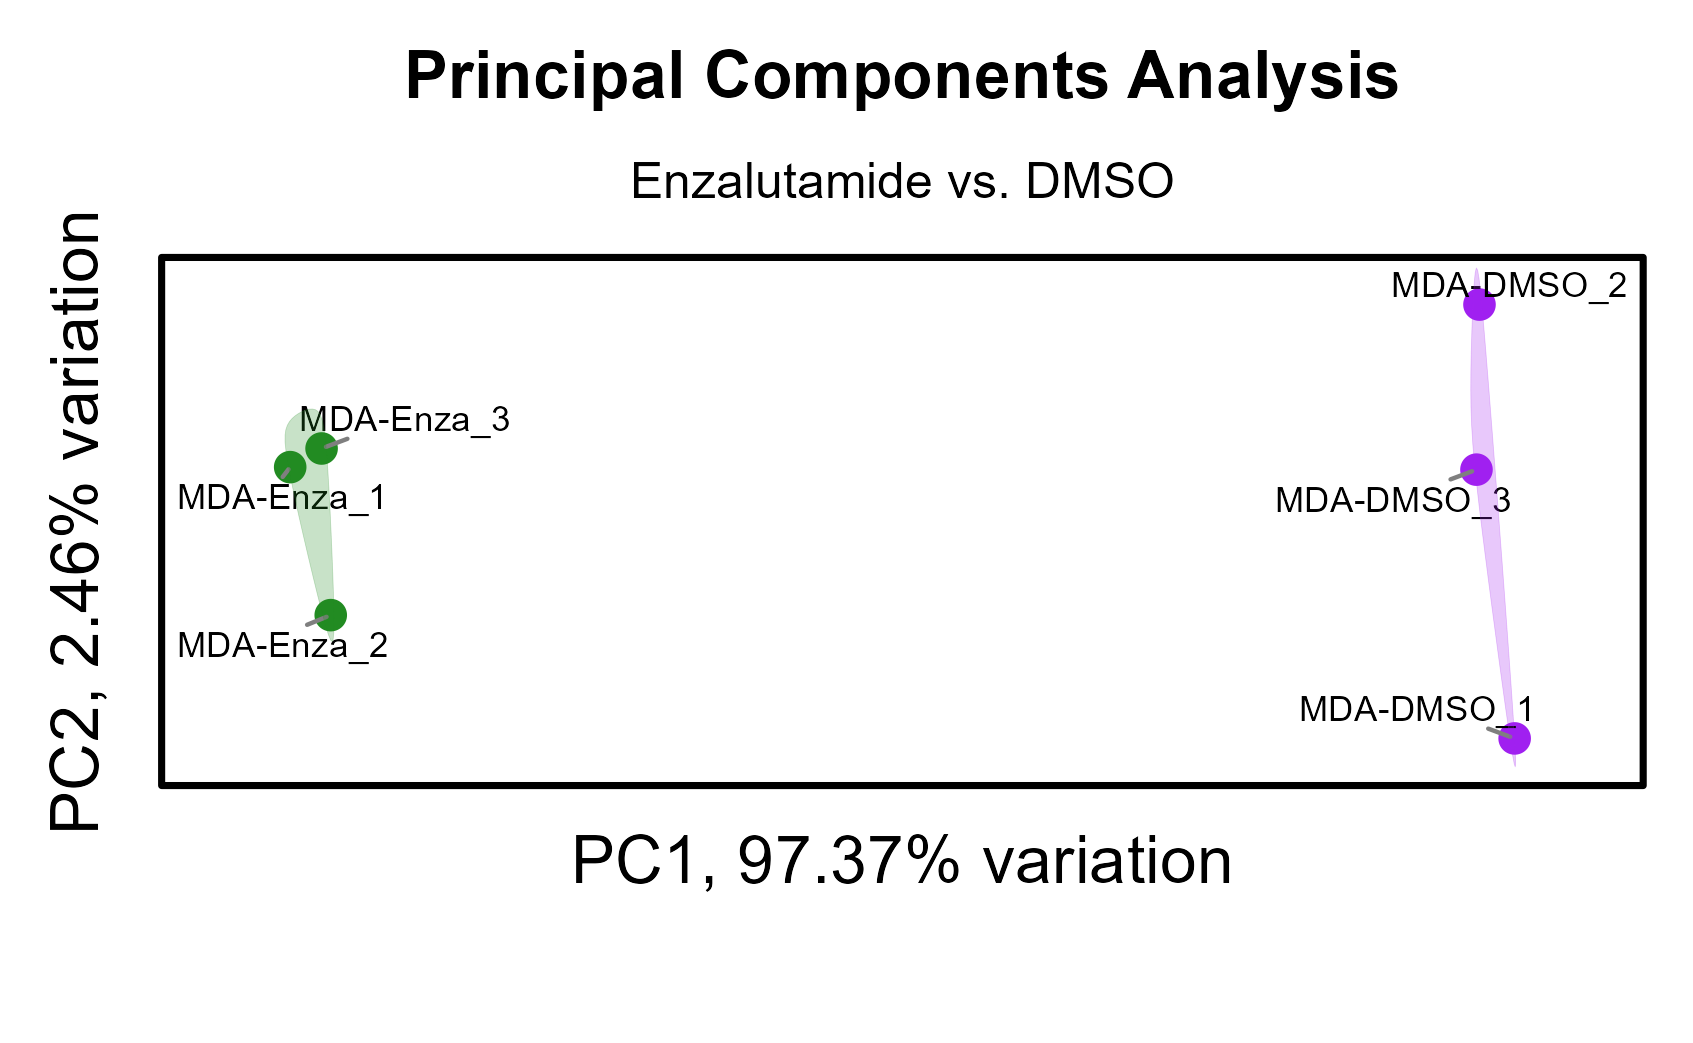 Principal Components Analysis
Enzalutamide vs. DMSO
PC2, 2.46% variation
MDA-DMSO_2
MDA-Enza_3
MDA-Enza_1
MDA-DMSO_3
MDA-Enza_2
MDA-DMSO_1
PC1, 97.37% variation